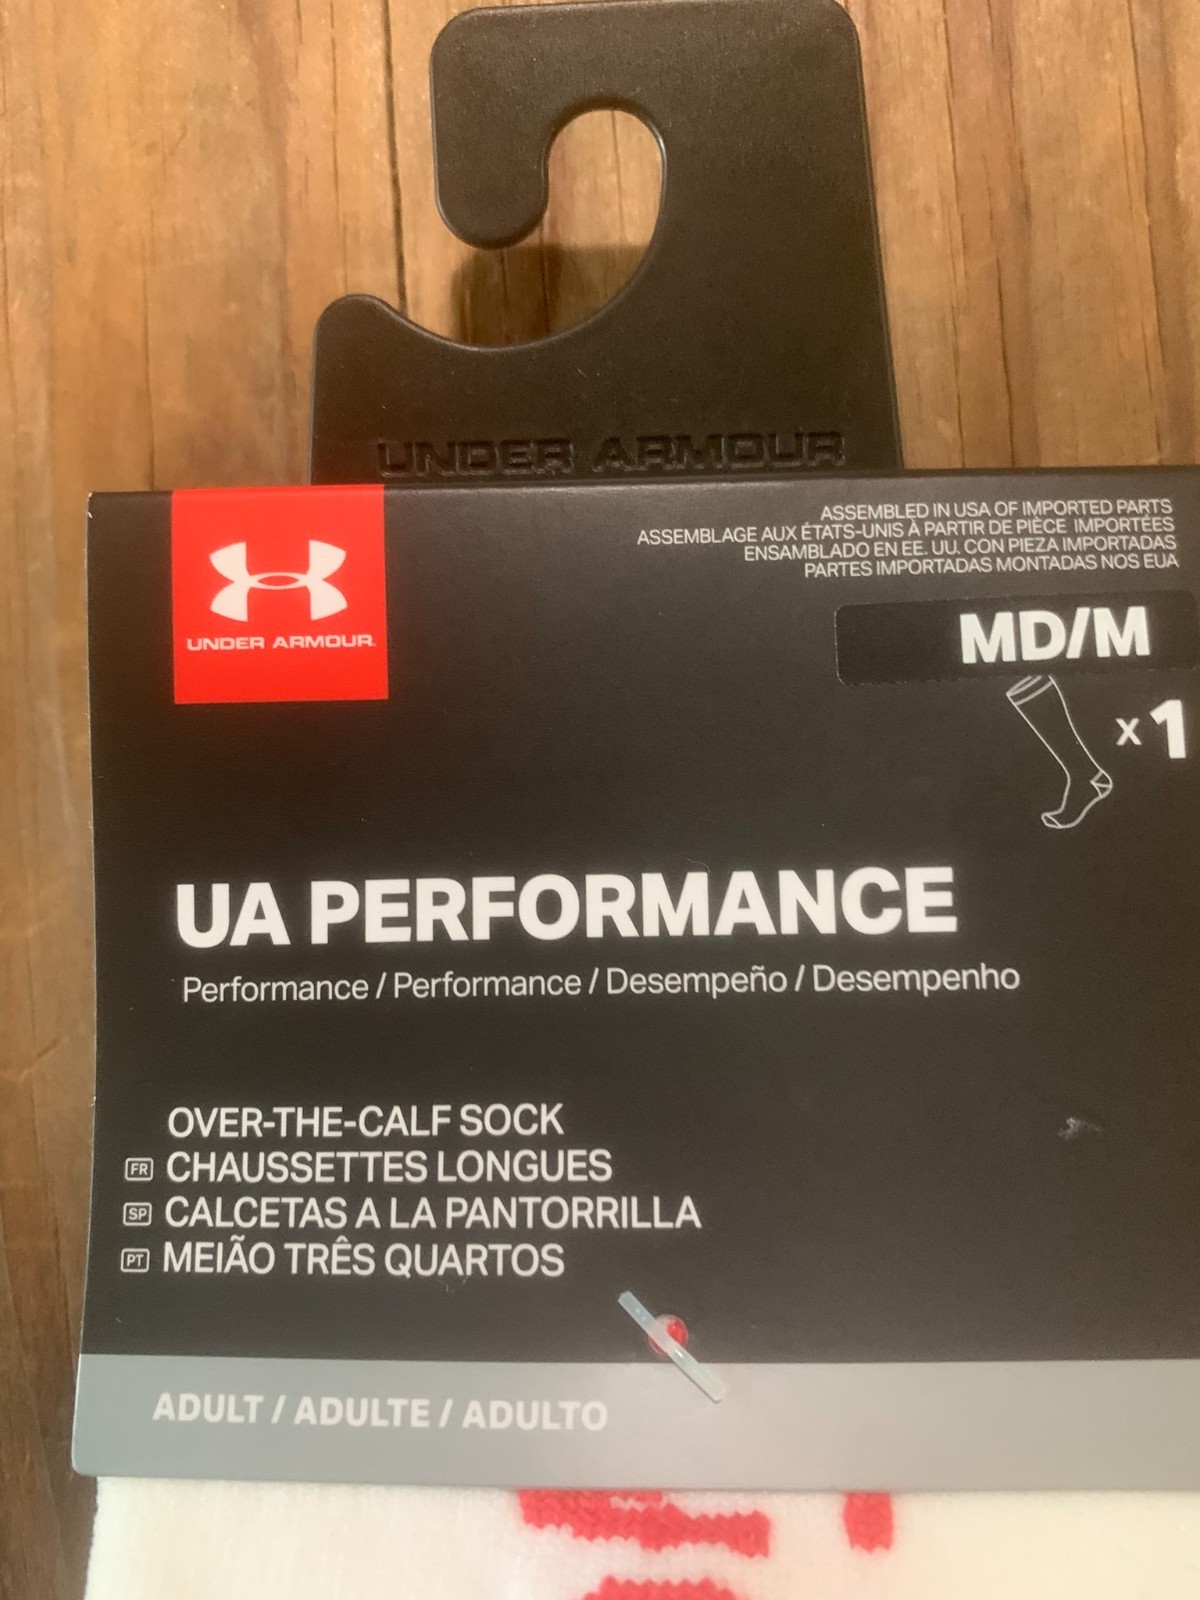 UNDER ARMOUR
ASSEMBLED IN USA OF IMPORTED PARTS
ASSEMBLAGE AUX ÉTATS-UNIS À PARTIR DE PIÈCE IMPORTÉES
ENSAMBLADO EN EE. UU. CON PIEZA IMPORTADAS
PARTES IMPORTADAS MONTADAS NOS EUA
UNDER ARMOUR.
MD/M
x 1
UA PERFORMANCE
Performance / Performance / Desempeño / Desempenho
OVER-THE-CALF SOCK
FR CHAUSSETTES LONGUES
SP CALCETAS A LA PANTORRILLA
PT MEIÃO TRÊS QUARTOS
ADULT / ADULTE / ADULTO